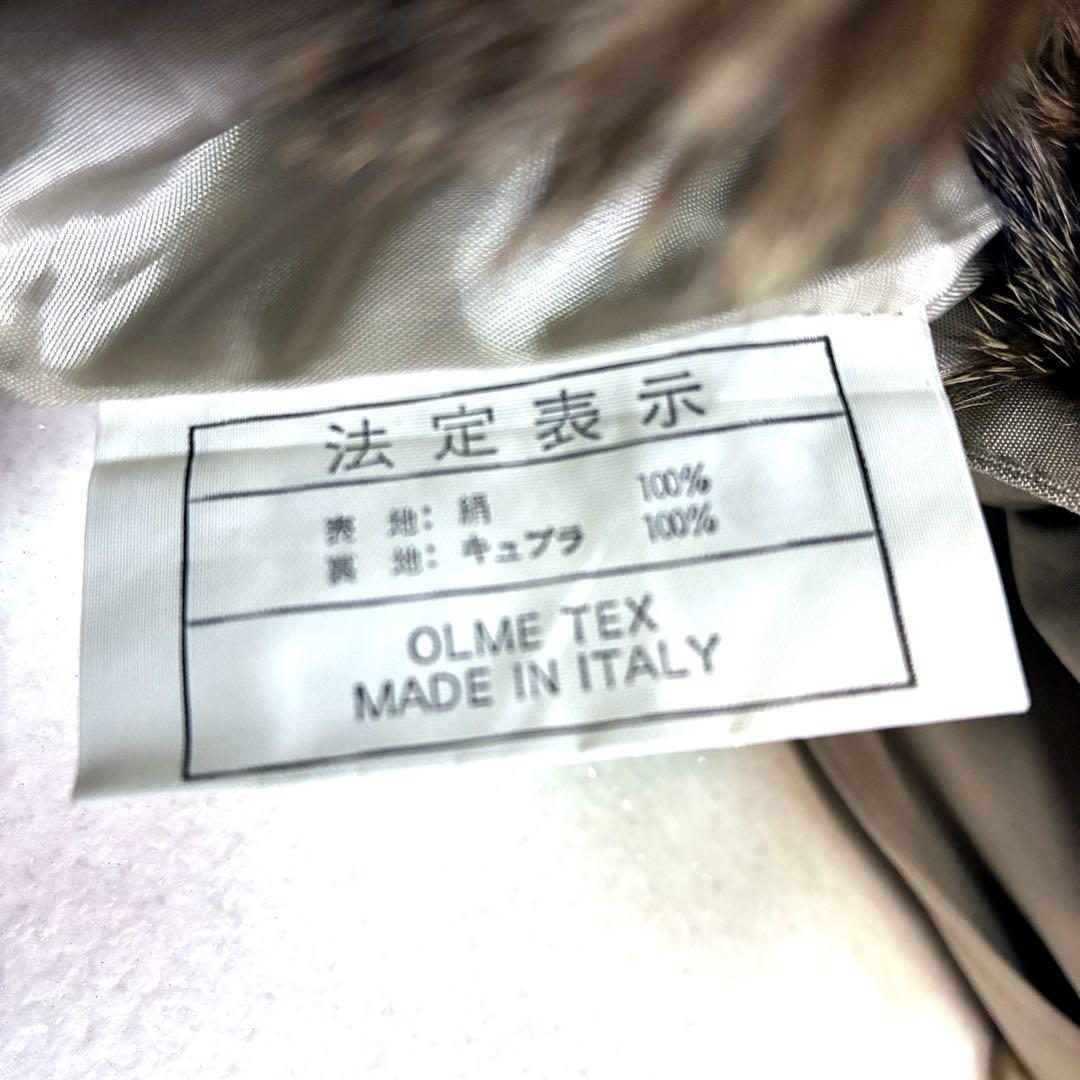 法定表示
表 地: 絹 100%
裏 地: キュプラ 100%
OLME TEX
MADE IN ITALY